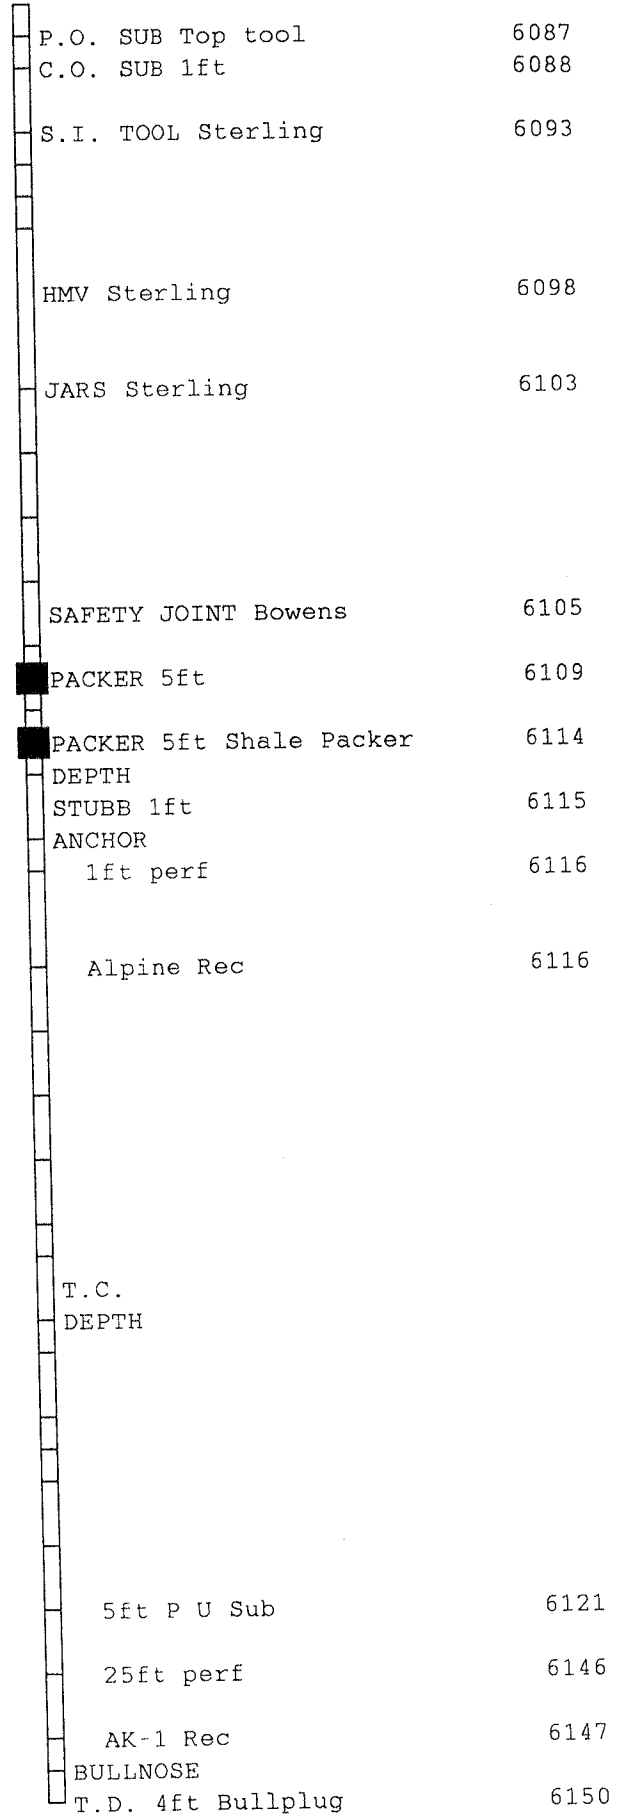 P.O. SUB Top tool 6087
C.O. SUB 1ft 6088
S.I. TOOL Sterling 6093
HMV Sterling 6098
JARS Sterling 6103
SAFETY JOINT Bowens 6105
PACKER 5ft 6109
PACKER 5ft Shale Packer 6114
DEPTH
STUBB 1ft 6115
ANCHOR
1ft perf 6116
Alpine Rec 6116
T.C.
DEPTH
5ft P U Sub 6121
25ft perf 6146
AK-1 Rec 6147
BULLNOSE
T.D. 4ft Bullplug 6150